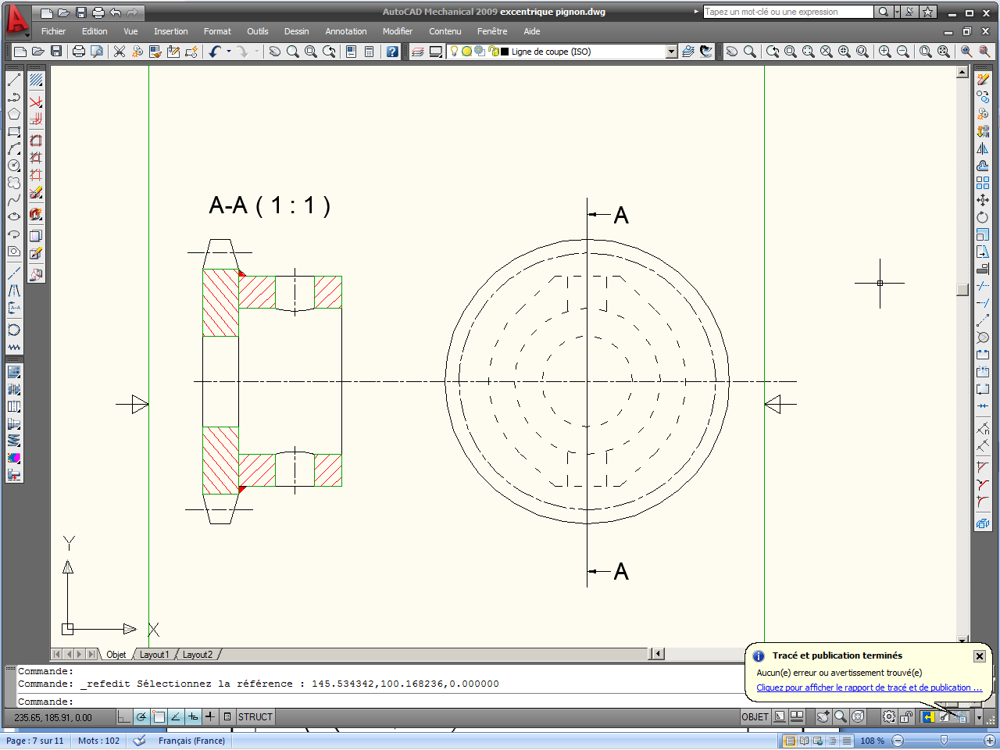 AutoCAD Mechanical 2009 excentrique pignon.dwg
Tapez un mot-clé ou une expression
Fichier Edition Vue Insertion Format Outils Dessin Annotation Modifier Contenu Fenêtre Aide
Ligne de coupe (ISO)
A-A ( 1 : 1 )
A
A
Y
X
Objet Layout1 Layout2
Tracé et publication terminés
Aucun(e) erreur ou avertissement trouvé(e)
Cliquez pour afficher le rapport de tracé et de publication ...
Commande:
Commande: _refedit Sélectionnez la référence : 145.534342,100.168236,0.000000
Commande:
235.65, 185.91, 0.00 STRUCT OBJET
Page : 7 sur 11 Mots : 102 Français (France) 108 %